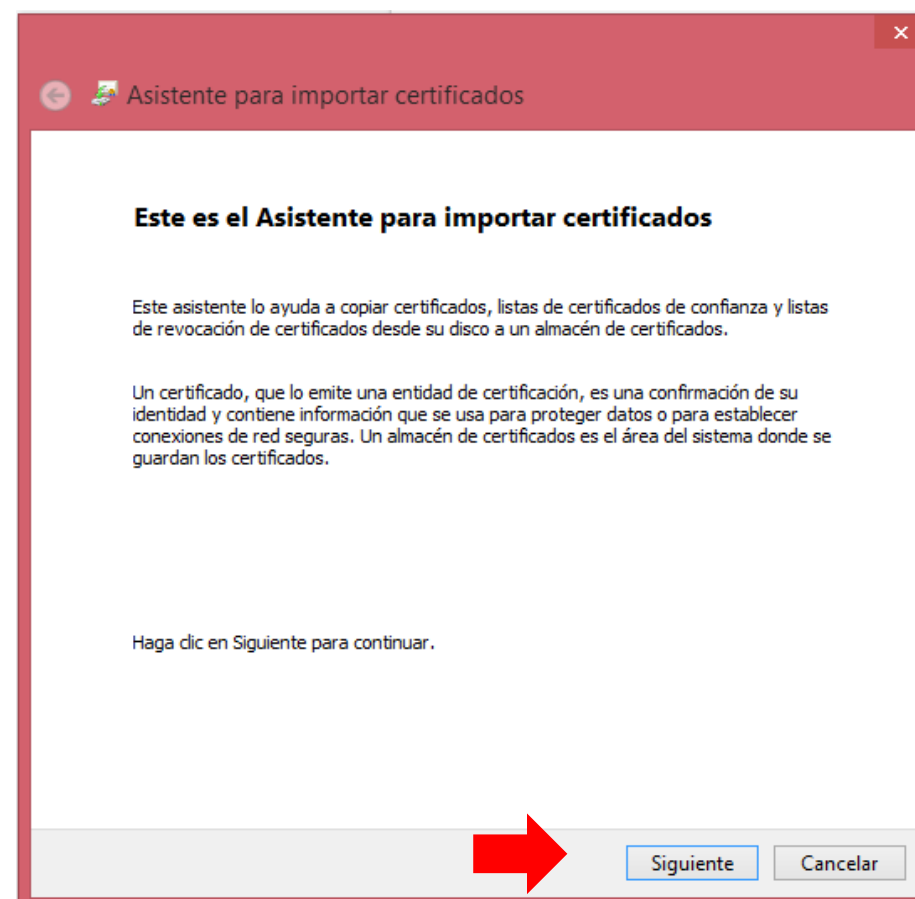 Asistente para importar certificados
Este es el Asistente para importar certificados
Este asistente lo ayuda a copiar certificados, listas de certificados de confianza y listas
de revocación de certificados desde su disco a un almacén de certificados.
Un certificado, que lo emite una entidad de certificación, es una confirmación de su
identidad y contiene información que se usa para proteger datos o para establecer
conexiones de red seguras. Un almacén de certificados es el área del sistema donde se
guardan los certificados.
Haga clic en Siguiente para continuar.
Siguiente Cancelar